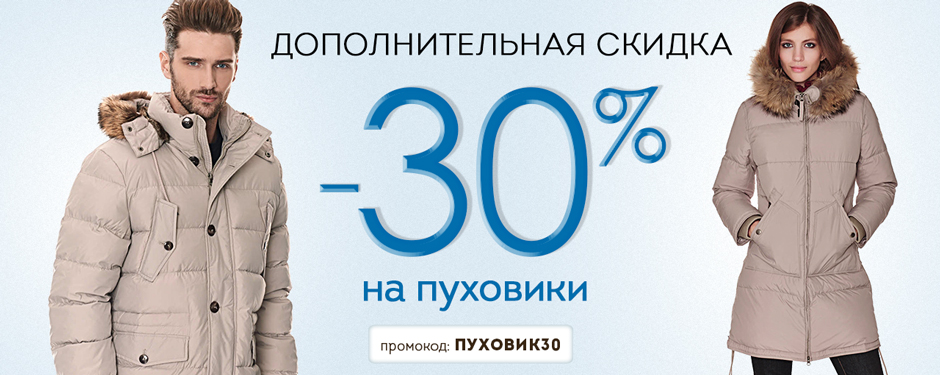 ДОПОЛНИТЕЛЬНАЯ СКИДКА
-30%
на пуховики
промокод: ПУХОВИК30